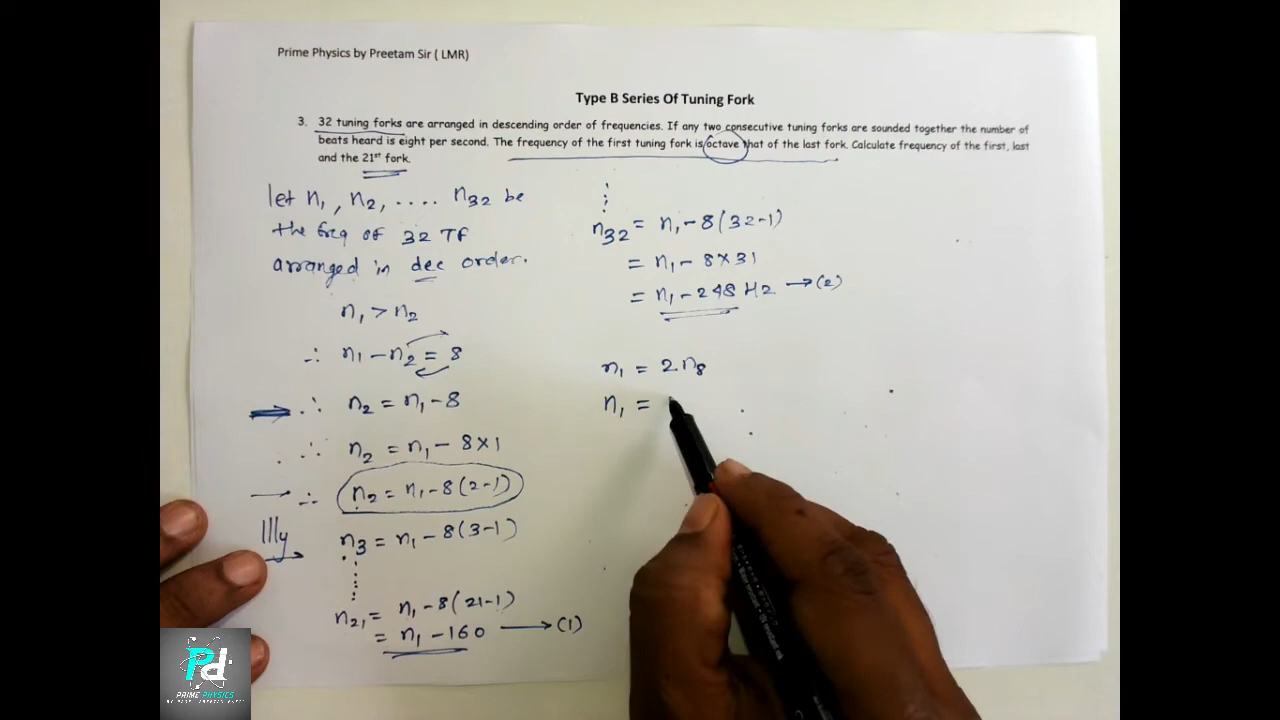 Prime Physics by Preetam Sir ( LMR)
Type B Series Of Tuning Fork
3. 32 tuning forks are arranged in descending order of frequencies. If any two consecutive tuning forks are sounded together the number of
beats heard is eight per second. The frequency of the first tuning fork is octave that of the last fork. Calculate frequency of the first, last
and the 21st fork.
let n1, n2, .... n32 be
the freq of 32 TF
arranged in dec order.
n1 > n2
∴ n1 - n2 = 8
∴ n2 = n1 - 8
∴ n2 = n1 - 8×1
∴ n2 = n1 - 8(2-1)
Illy n3 = n1 - 8(3-1)
n21 = n1 - 8(21-1)
= n1 - 160 → (1)
n32 = n1 - 8(32-1)
= n1 - 8×31
= n1 - 248 Hz → (2)
n1 = 2n8
n1 =
Pd
PRIME PHYSICS